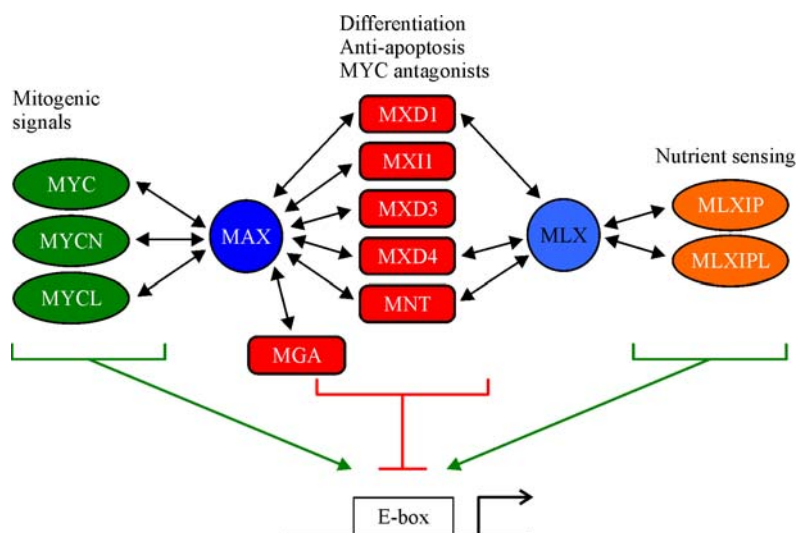 Differentiation
Anti-apoptosis
MYC antagonists
Mitogenic
signals
Nutrient sensing
MXD1
MXI1
MXD3
MXD4
MNT
MYC
MYCN
MYCL
MAX
MLX
MLXIP
MLXIPL
MGA
E-box